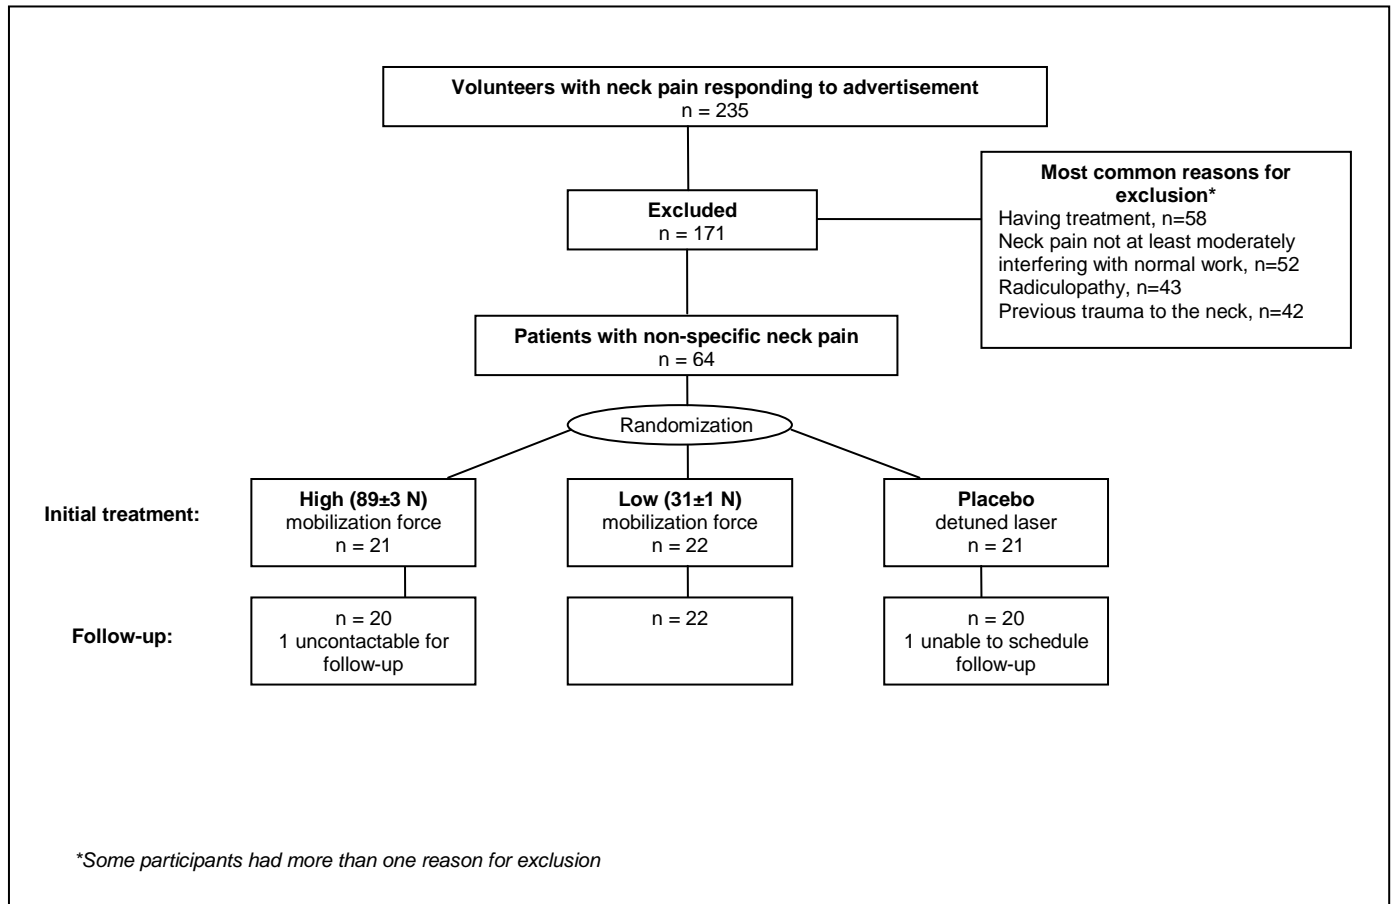 Volunteers with neck pain responding to advertisement
n = 235
Most common reasons for
exclusion*
Having treatment, n=58
Neck pain not at least moderately
interfering with normal work, n=52
Radiculopathy, n=43
Previous trauma to the neck, n=42
Excluded
n = 171
Patients with non-specific neck pain
n = 64
Randomization
Initial treatment:
High (89±3 N)
mobilization force
n = 21
Low (31±1 N)
mobilization force
n = 22
Placebo
detuned laser
n = 21
Follow-up:
n = 20
1 uncontactable for
follow-up
n = 22
n = 20
1 unable to schedule
follow-up
*Some participants had more than one reason for exclusion